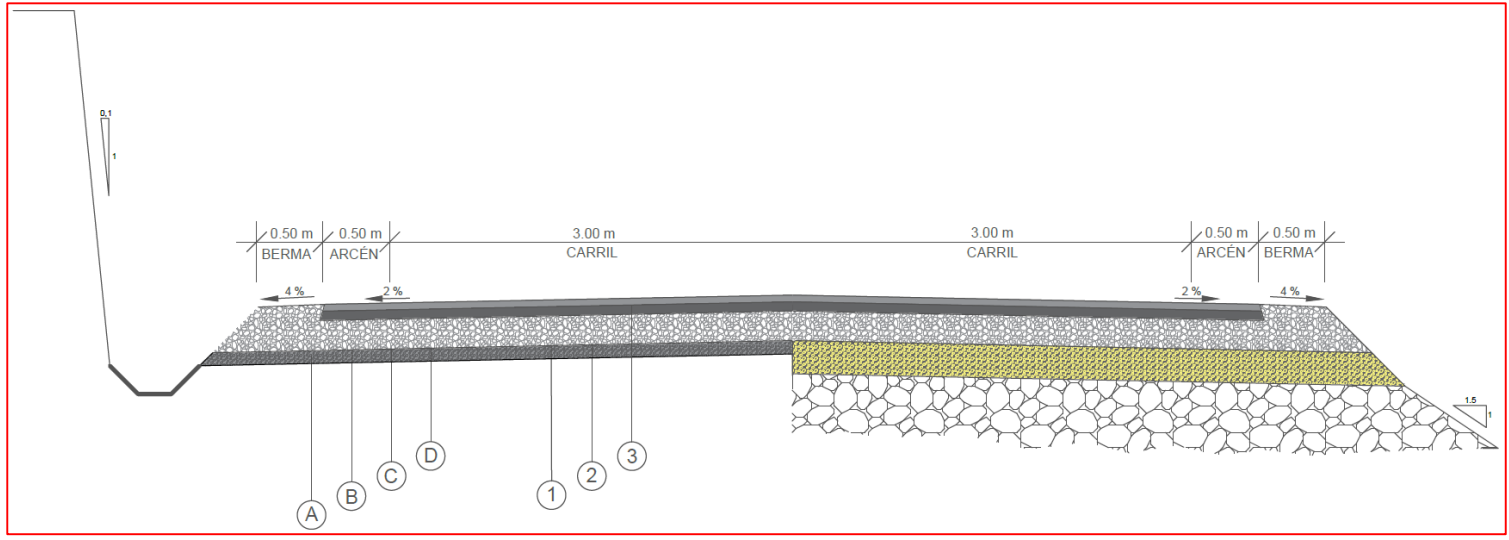 0,1
1
0.50 m
0.50 m
3.00 m
3.00 m
0.50 m
0.50 m
BERMA
ARCÉN
CARRIL
CARRIL
ARCÉN
BERMA
4 %
2 %
2 %
4 %
1.5
1
A
B
C
D
1
2
3